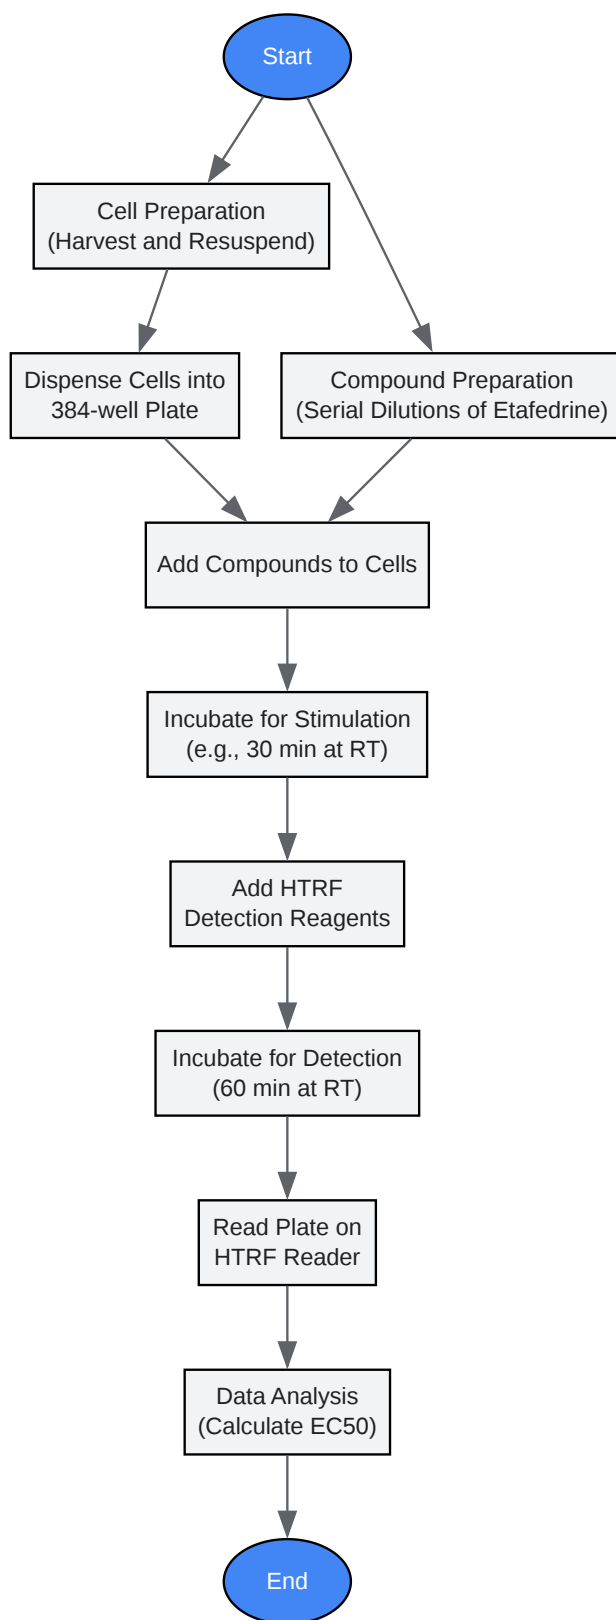 Start
Cell Preparation
(Harvest and Resuspend)
Dispense Cells into
384-well Plate
Compound Preparation
(Serial Dilutions of Etafedrine)
Add Compounds to Cells
Incubate for Stimulation
(e.g., 30 min at RT)
Add HTRF
Detection Reagents
Incubate for Detection
(60 min at RT)
Read Plate on
HTRF Reader
Data Analysis
(Calculate EC50)
End